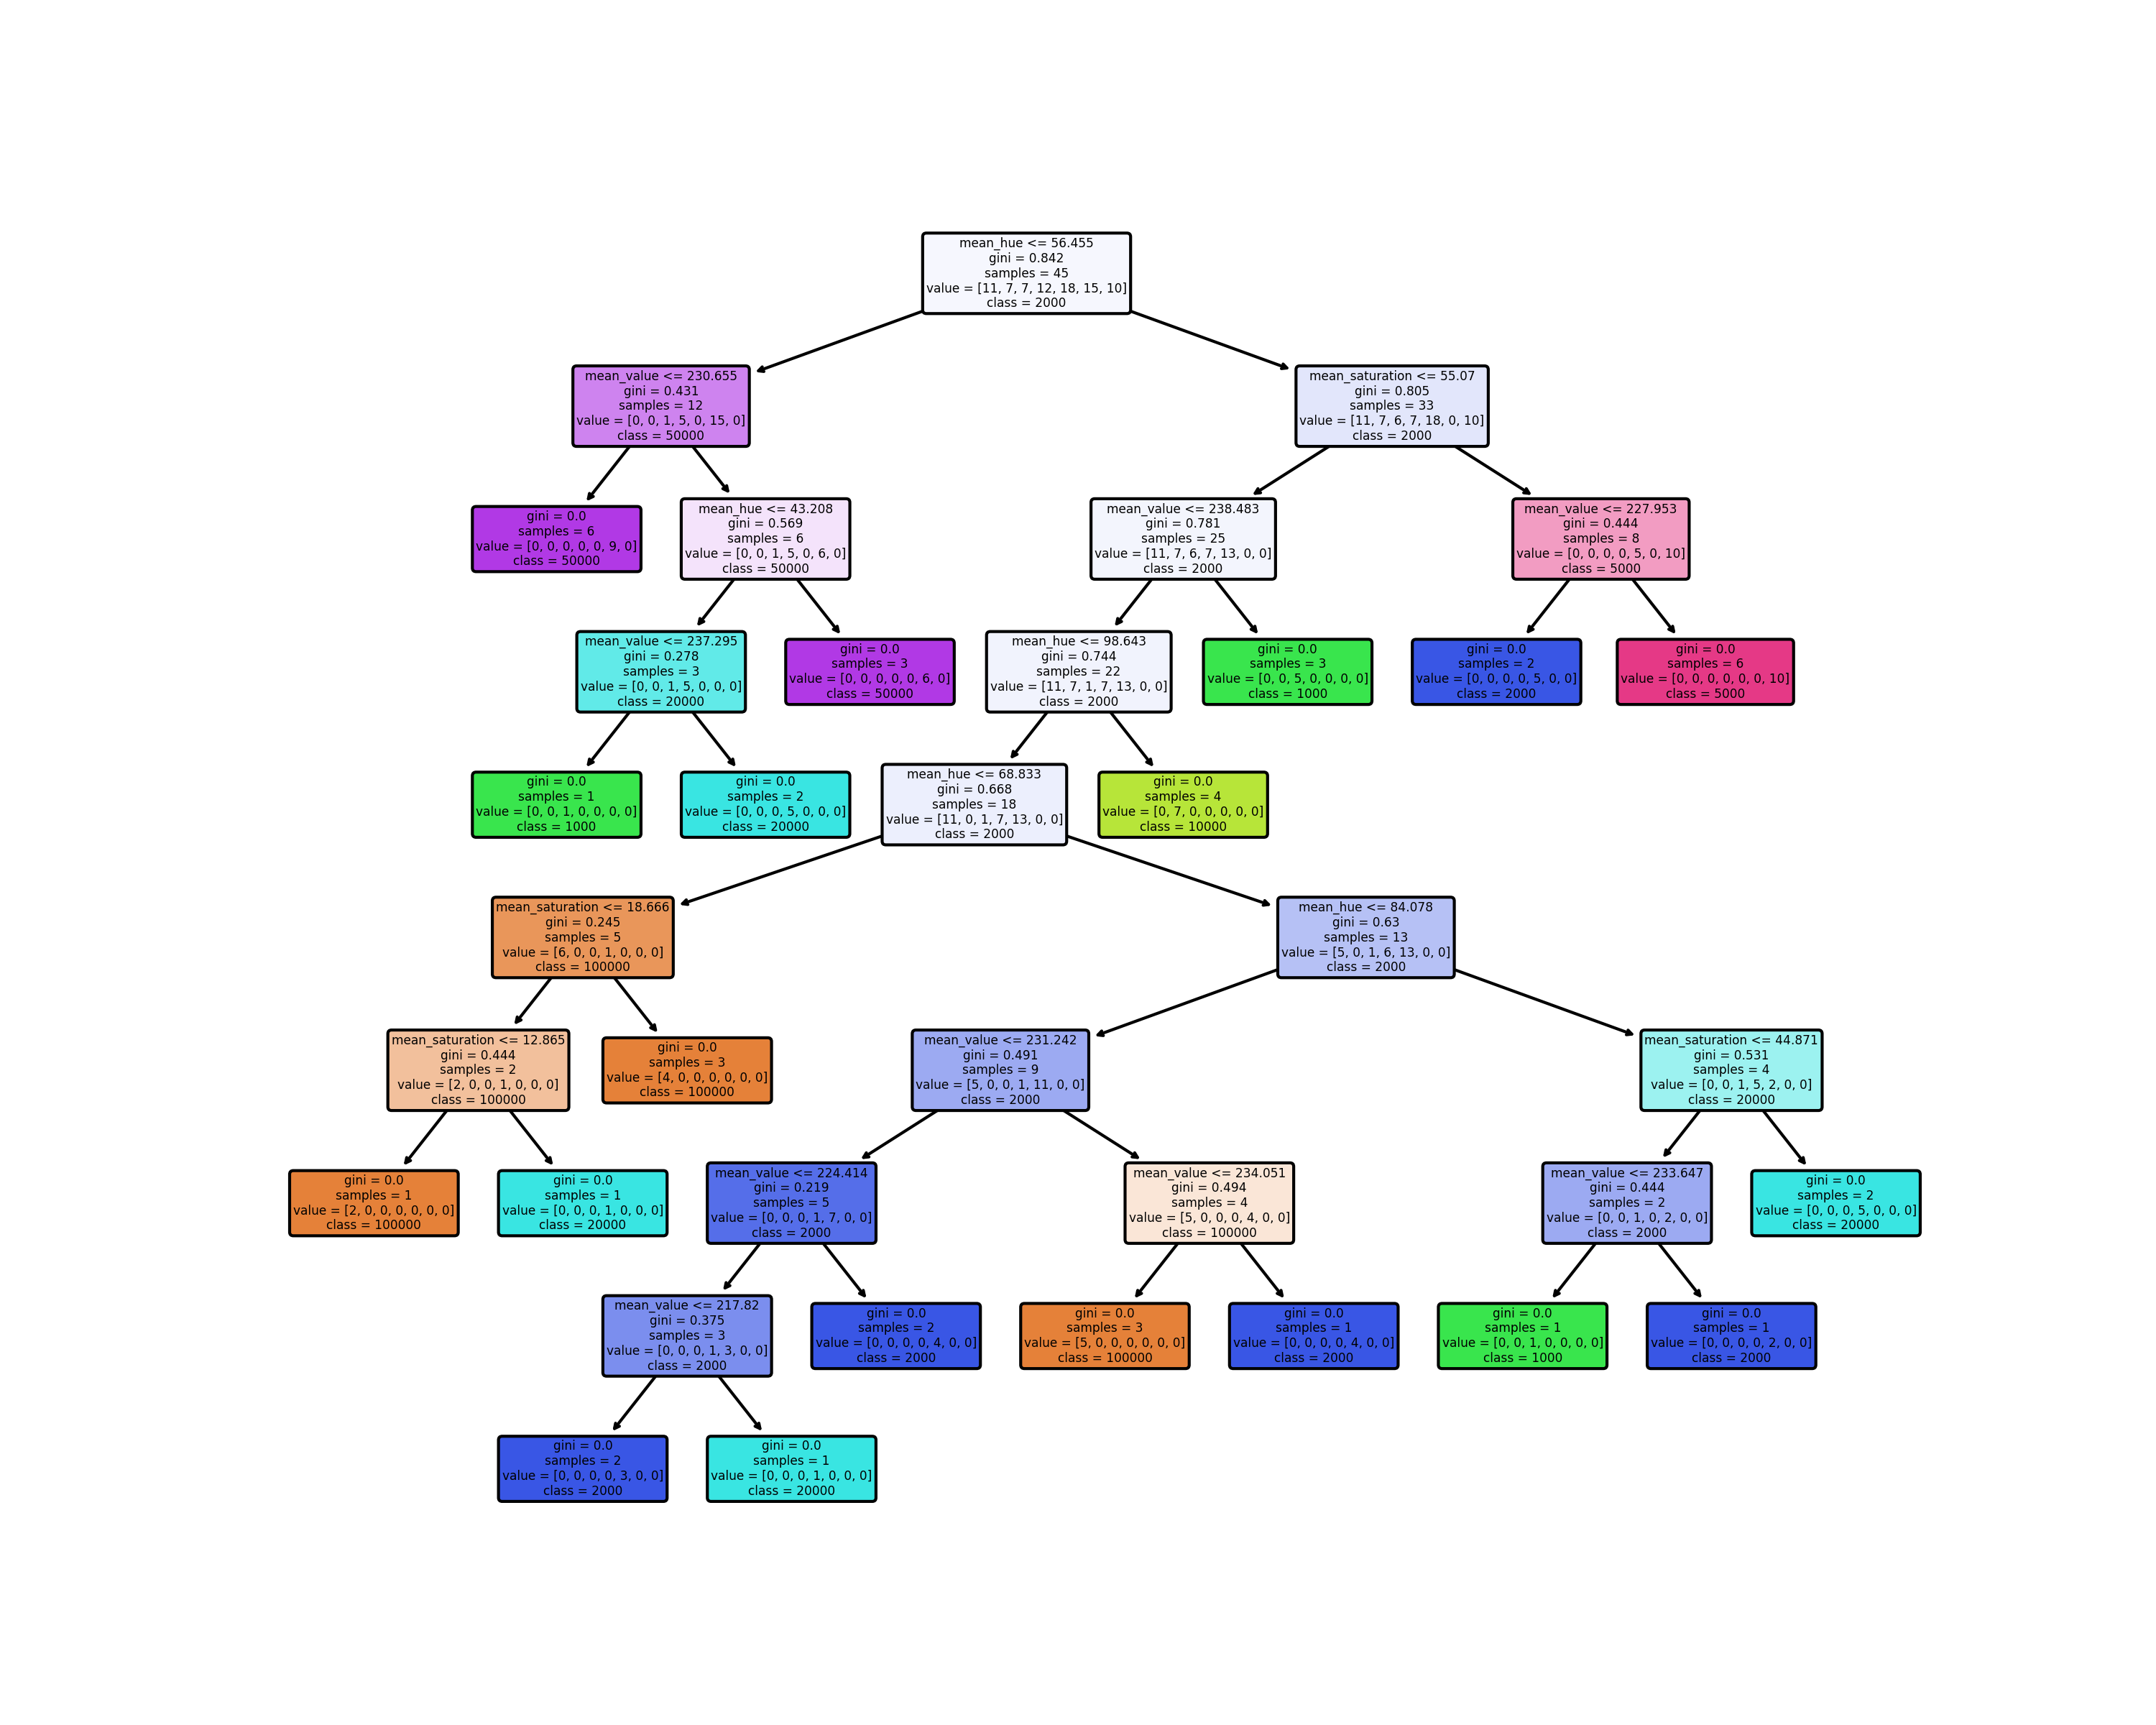 mean_hue <= 56.455
gini = 0.842
samples = 45
value = [11, 7, 7, 12, 18, 15, 10]
class = 2000
mean_value <= 230.655
gini = 0.431
samples = 12
value = [0, 0, 1, 5, 0, 15, 0]
class = 50000
mean_saturation <= 55.07
gini = 0.805
samples = 33
value = [11, 7, 6, 7, 18, 0, 10]
class = 2000
gini = 0.0
samples = 6
value = [0, 0, 0, 0, 0, 9, 0]
class = 50000
mean_hue <= 43.208
gini = 0.569
samples = 6
value = [0, 0, 1, 5, 0, 6, 0]
class = 50000
mean_value <= 238.483
gini = 0.781
samples = 25
value = [11, 7, 6, 7, 13, 0, 0]
class = 2000
mean_value <= 227.953
gini = 0.444
samples = 8
value = [0, 0, 0, 0, 5, 0, 10]
class = 5000
mean_value <= 237.295
gini = 0.278
samples = 3
value = [0, 0, 1, 5, 0, 0, 0]
class = 20000
gini = 0.0
samples = 3
value = [0, 0, 0, 0, 0, 6, 0]
class = 50000
mean_hue <= 98.643
gini = 0.744
samples = 22
value = [11, 7, 1, 7, 13, 0, 0]
class = 2000
gini = 0.0
samples = 3
value = [0, 0, 5, 0, 0, 0, 0]
class = 1000
gini = 0.0
samples = 2
value = [0, 0, 0, 0, 5, 0, 0]
class = 2000
gini = 0.0
samples = 6
value = [0, 0, 0, 0, 0, 0, 10]
class = 5000
gini = 0.0
samples = 1
value = [0, 0, 1, 0, 0, 0, 0]
class = 1000
gini = 0.0
samples = 2
value = [0, 0, 0, 5, 0, 0, 0]
class = 20000
mean_hue <= 68.833
gini = 0.668
samples = 18
value = [11, 0, 1, 7, 13, 0, 0]
class = 2000
gini = 0.0
samples = 4
value = [0, 7, 0, 0, 0, 0, 0]
class = 10000
mean_saturation <= 18.666
gini = 0.245
samples = 5
value = [6, 0, 0, 1, 0, 0, 0]
class = 100000
mean_hue <= 84.078
gini = 0.63
samples = 13
value = [5, 0, 1, 6, 13, 0, 0]
class = 2000
mean_saturation <= 12.865
gini = 0.444
samples = 2
value = [2, 0, 0, 1, 0, 0, 0]
class = 100000
gini = 0.0
samples = 3
value = [4, 0, 0, 0, 0, 0, 0]
class = 100000
mean_value <= 231.242
gini = 0.491
samples = 9
value = [5, 0, 0, 1, 11, 0, 0]
class = 2000
mean_saturation <= 44.871
gini = 0.531
samples = 4
value = [0, 0, 1, 5, 2, 0, 0]
class = 20000
gini = 0.0
samples = 1
value = [2, 0, 0, 0, 0, 0, 0]
class = 100000
gini = 0.0
samples = 1
value = [0, 0, 0, 1, 0, 0, 0]
class = 20000
mean_value <= 224.414
gini = 0.219
samples = 5
value = [0, 0, 0, 1, 7, 0, 0]
class = 2000
mean_value <= 234.051
gini = 0.494
samples = 4
value = [5, 0, 0, 0, 4, 0, 0]
class = 100000
mean_value <= 233.647
gini = 0.444
samples = 2
value = [0, 0, 1, 0, 2, 0, 0]
class = 2000
gini = 0.0
samples = 2
value = [0, 0, 0, 5, 0, 0, 0]
class = 20000
mean_value <= 217.82
gini = 0.375
samples = 3
value = [0, 0, 0, 1, 3, 0, 0]
class = 2000
gini = 0.0
samples = 2
value = [0, 0, 0, 0, 4, 0, 0]
class = 2000
gini = 0.0
samples = 3
value = [5, 0, 0, 0, 0, 0, 0]
class = 100000
gini = 0.0
samples = 1
value = [0, 0, 0, 0, 4, 0, 0]
class = 2000
gini = 0.0
samples = 1
value = [0, 0, 1, 0, 0, 0, 0]
class = 1000
gini = 0.0
samples = 1
value = [0, 0, 0, 0, 2, 0, 0]
class = 2000
gini = 0.0
samples = 2
value = [0, 0, 0, 0, 3, 0, 0]
class = 2000
gini = 0.0
samples = 1
value = [0, 0, 0, 1, 0, 0, 0]
class = 20000